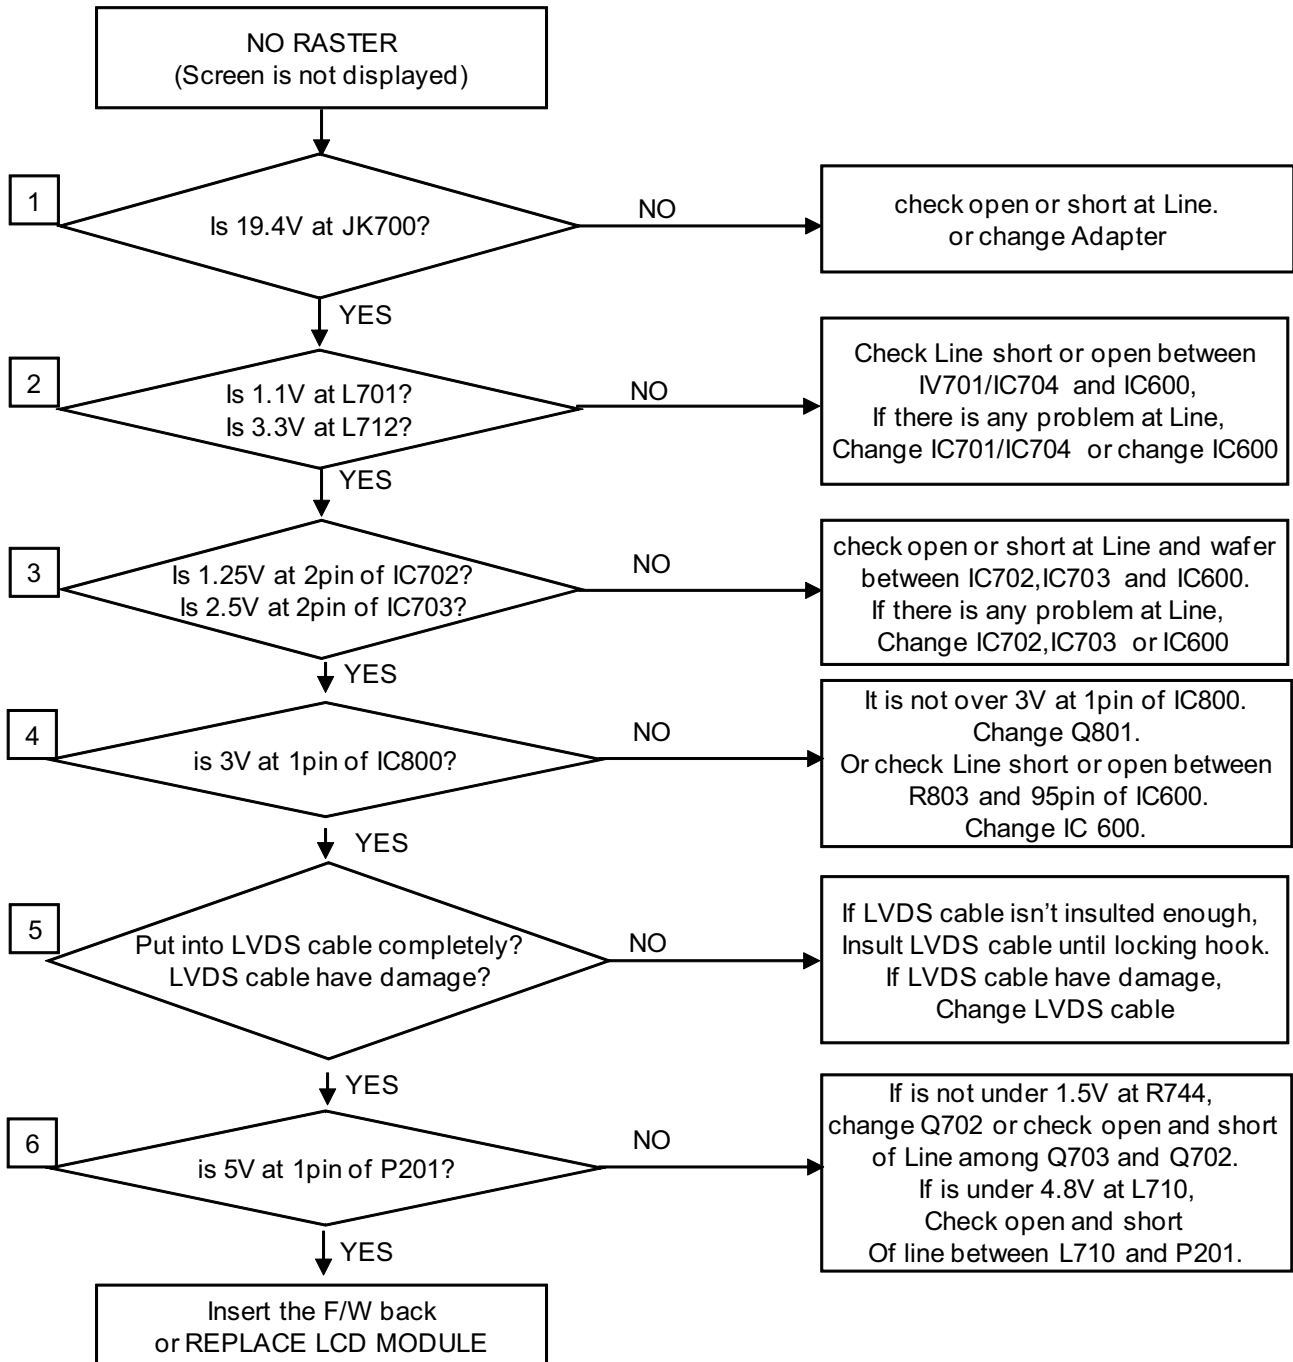 NO RASTER
(Screen is not displayed)
1
Is 19.4V at JK700?
NO
check open or short at Line.
or change Adapter
YES
2
Is 1.1V at L701?
Is 3.3V at L712?
NO
Check Line short or open between
IV701/IC704 and IC600,
If there is any problem at Line,
Change IC701/IC704 or change IC600
YES
3
Is 1.25V at 2pin of IC702?
Is 2.5V at 2pin of IC703?
NO
check open or short at Line and wafer
between IC702,IC703 and IC600.
If there is any problem at Line,
Change IC702,IC703 or IC600
YES
4
is 3V at 1pin of IC800?
NO
It is not over 3V at 1pin of IC800.
Change Q801.
Or check Line short or open between
R803 and 95pin of IC600.
Change IC 600.
YES
5
Put into LVDS cable completely?
LVDS cable have damage?
NO
If LVDS cable isn't insulted enough,
Insult LVDS cable until locking hook.
If LVDS cable have damage,
Change LVDS cable
YES
6
is 5V at 1pin of P201?
NO
If is not under 1.5V at R744,
change Q702 or check open and short
of Line among Q703 and Q702.
If is under 4.8V at L710,
Check open and short
Of line between L710 and P201.
YES
Insert the F/W back
or REPLACE LCD MODULE